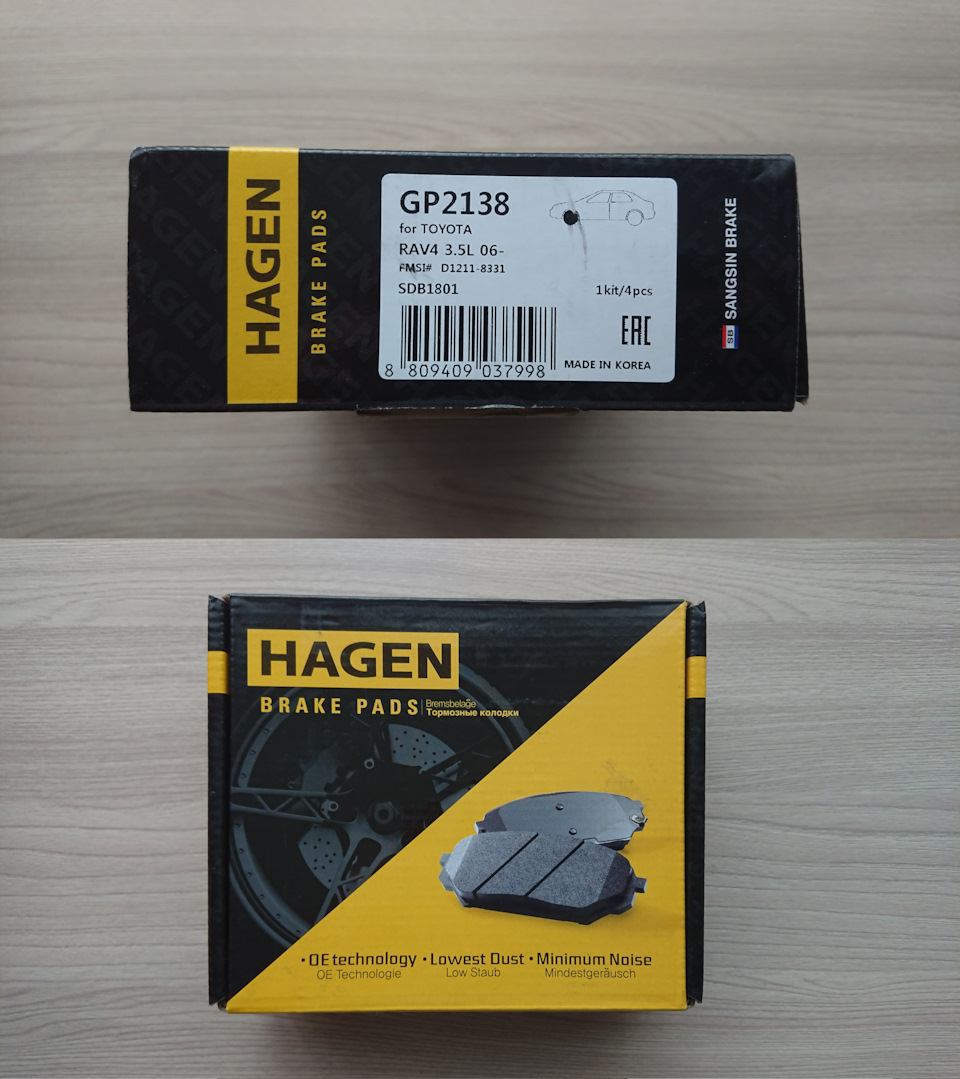 HAGEN
BRAKE PADS
GP2138
for TOYOTA
RAV4 3.5L 06-
FMSI# D1211-8331
SDB1801
1kit/4pcs
EAC
MADE IN KOREA
8 809409 037998
SB SANGSIN BRAKE
HAGEN
BRAKE PADS
Bremsbeläge
Тормозные колодки
• OE technology • Lowest Dust • Minimum Noise
OE Technologie Low Staub Mindestgeräusch